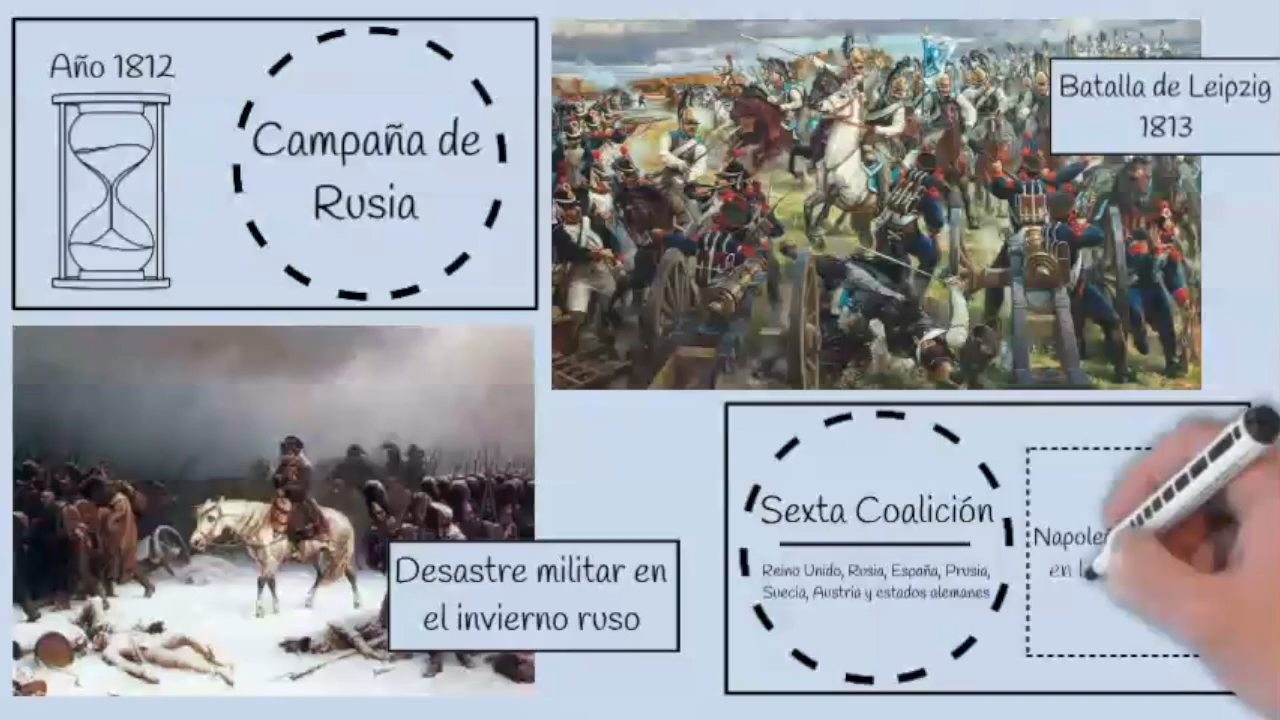 Año 1812
Campaña de
Rusia
Batalla de Leipzig
1813
Desastre militar en
el invierno ruso
Sexta Coalición
Reino Unido, Rusia, España, Prusia,
Suecia, Austria y estados alemanes
en